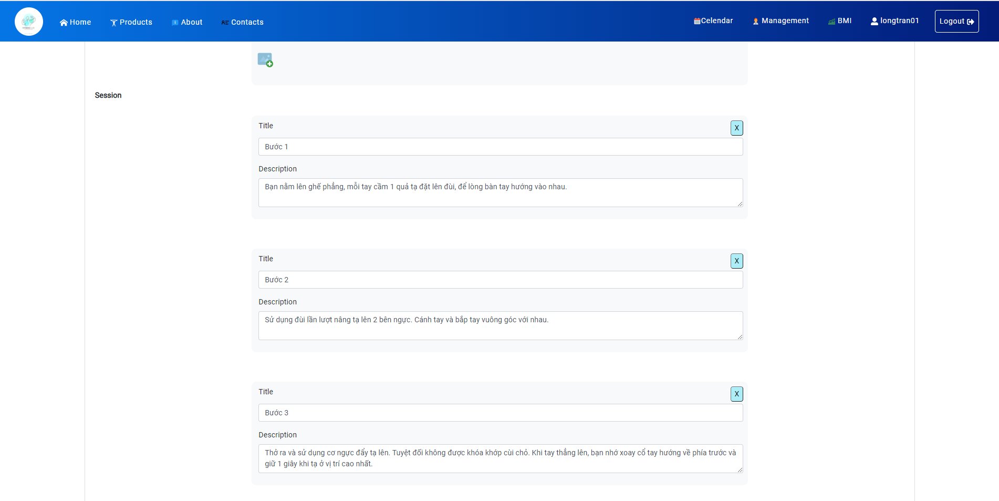 Home
Products
About
Contacts
Celendar
Management
BMI
longtran01
Logout
Session
Title
X
Bước 1
Description
Bạn nằm lên ghế phẳng, mỗi tay cầm 1 quả tạ đặt lên đùi, để lòng bàn tay hướng vào nhau.
Title
X
Bước 2
Description
Sử dụng đùi lần lượt nâng tạ lên 2 bên ngực. Cánh tay và bắp tay vuông góc với nhau.
Title
X
Bước 3
Description
Thở ra và sử dụng cơ ngực đẩy tạ lên. Tuyệt đối không được khóa khớp cùi chỏ. Khi tay thẳng lên, bạn nhớ xoay cổ tay hướng về phía trước và
giữ 1 giây khi tạ ở vị trí cao nhất.